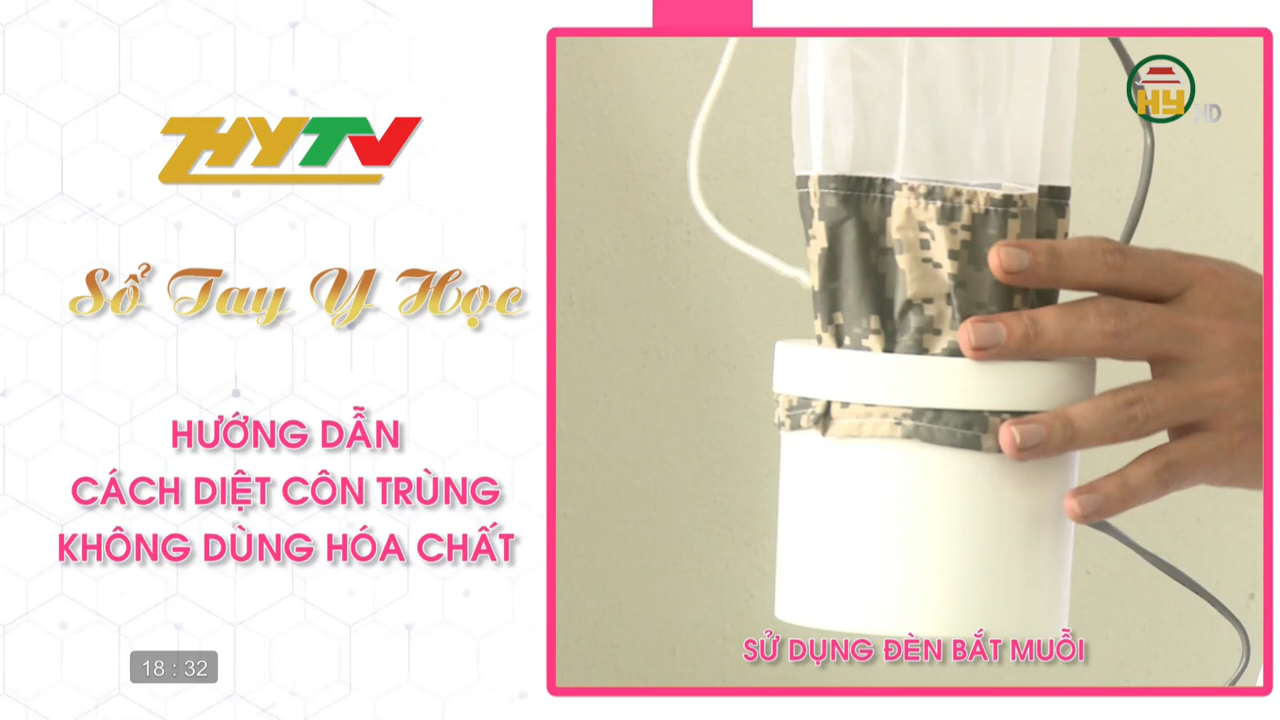 HYTV
Sổ Tay Y Học
HƯỚNG DẪN
CÁCH DIỆT CÔN TRÙNG
KHÔNG DÙNG HÓA CHẤT
18 : 32
HY HD
SỬ DỤNG ĐÈN BẮT MUỖI